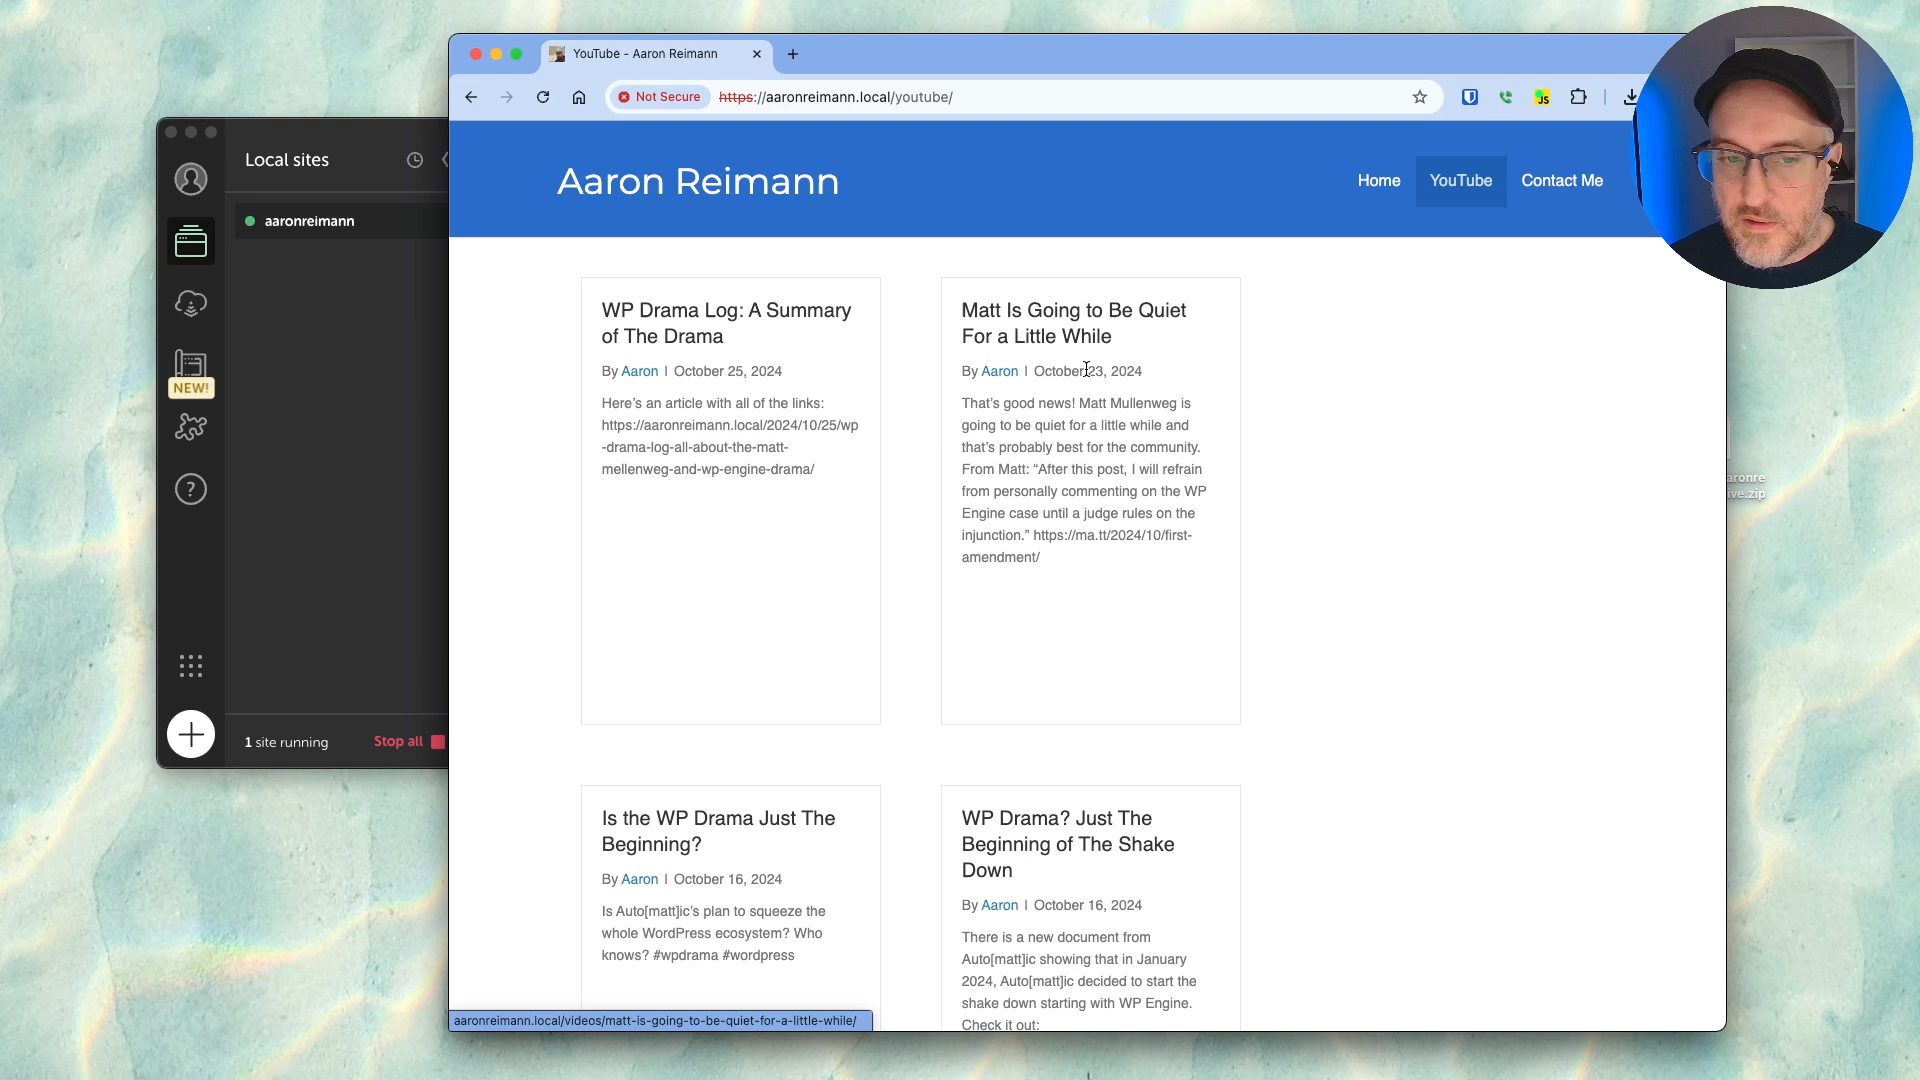 YouTube - Aaron Reimann
Not Secure
https://aaronreimann.local/youtube/
JS
Local sites
aaronreimann
NEW!
1 site running
Stop all
Aaron Reimann
Home
YouTube
Contact Me
WP Drama Log: A Summary
of The Drama
By Aaron | October 25, 2024
Here’s an article with all of the links:
https://aaronreimann.local/2024/10/25/wp
-drama-log-all-about-the-matt-
mellenweg-and-wp-engine-drama/
Matt Is Going to Be Quiet
For a Little While
By Aaron | October 23, 2024
That’s good news! Matt Mullenweg is
going to be quiet for a little while and
that’s probably best for the community.
From Matt: “After this post, I will refrain
from personally commenting on the WP
Engine case until a judge rules on the
injunction.” https://ma.tt/2024/10/first-
amendment/
Is the WP Drama Just The
Beginning?
By Aaron | October 16, 2024
Is Auto[matt]ic’s plan to squeeze the
whole WordPress ecosystem? Who
knows? #wpdrama #wordpress
WP Drama? Just The
Beginning of The Shake
Down
By Aaron | October 16, 2024
There is a new document from
Auto[matt]ic showing that in January
2024, Auto[matt]ic decided to start the
shake down starting with WP Engine.
Check it out:
aaronreimann.local/videos/matt-is-going-to-be-quiet-for-a-little-while/
aronre
ive.zip